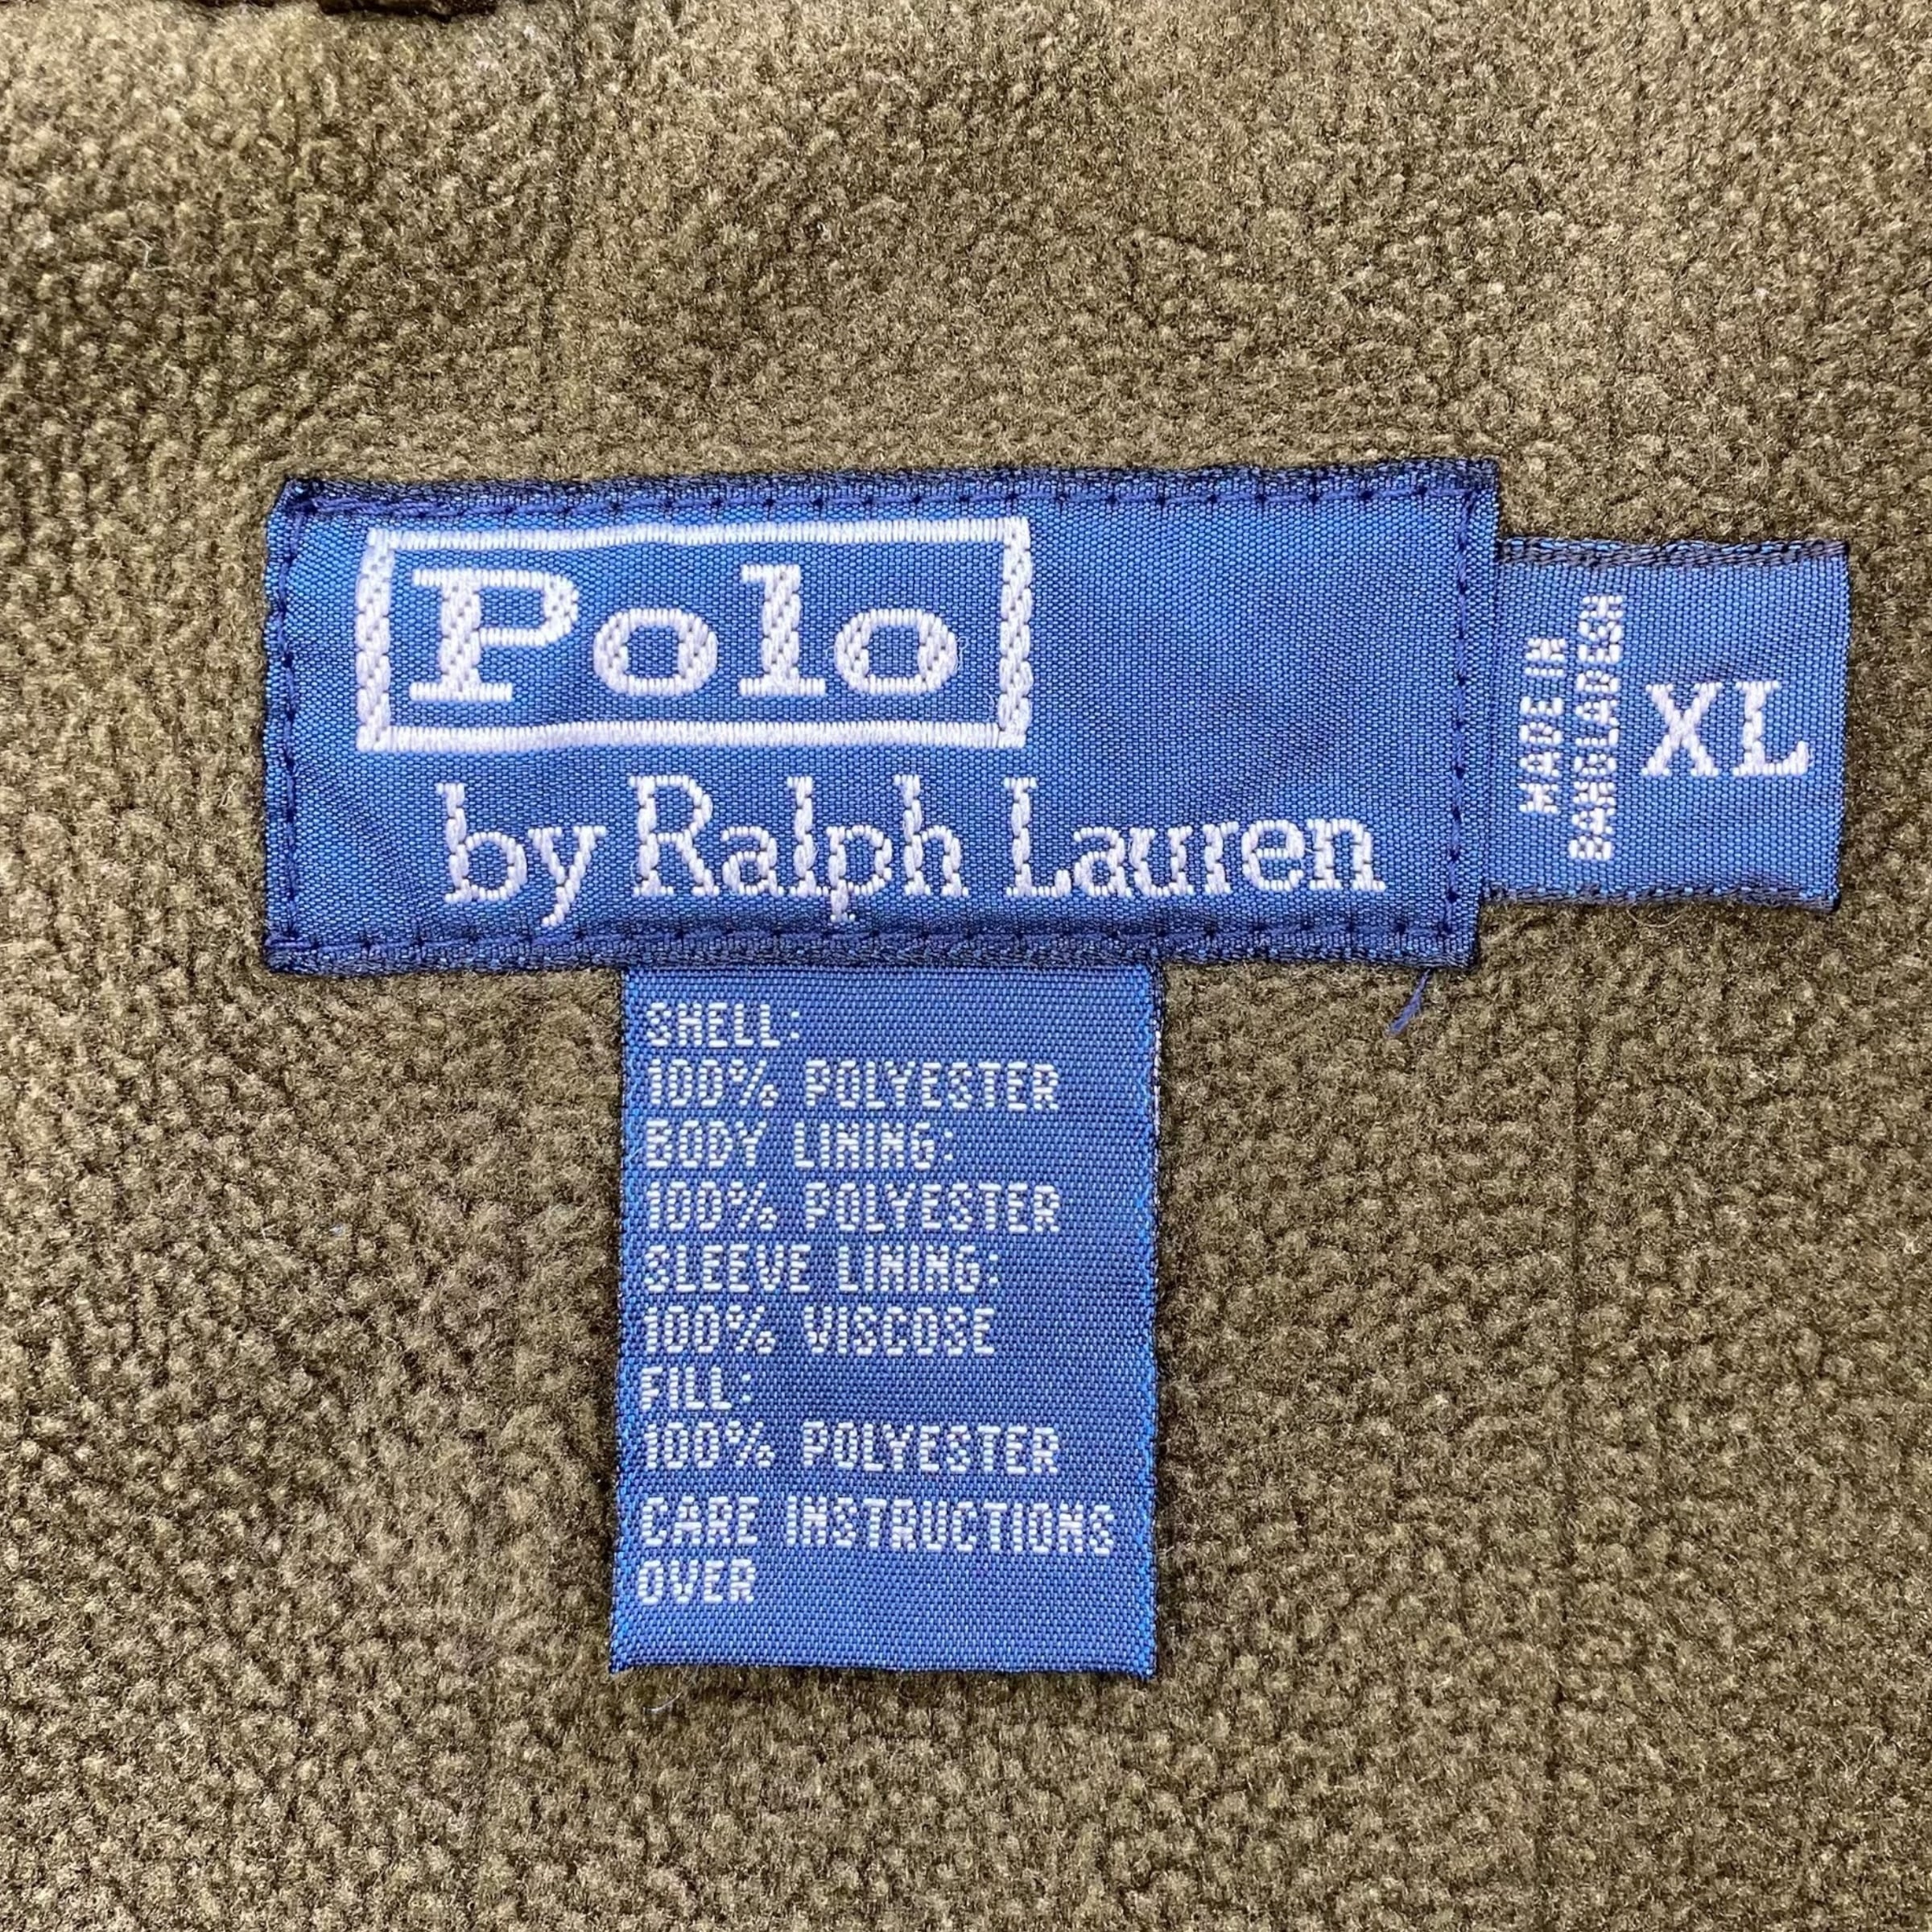 Polo
by Ralph Lauren
MADE IN
BANGLADESH
XL
SHELL:
100% POLYESTER
BODY LINING:
100% POLYESTER
SLEEVE LINING:
100% VISCOSE
FILL:
100% POLYESTER
CARE INSTRUCTIONS
OVER